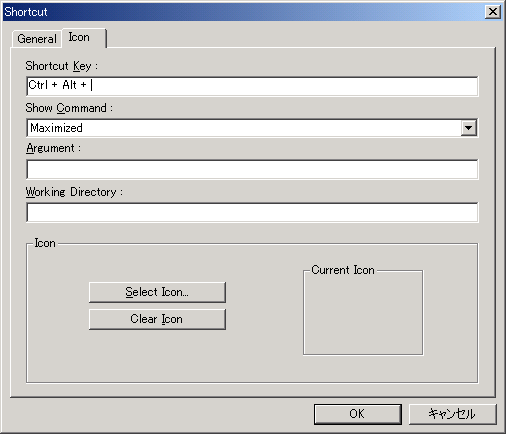 Shortcut
General Icon
Shortcut Key :
Ctrl + Alt +
Show Command :
Maximized
Argument :
Working Directory :
Icon
Current Icon
Select Icon...
Clear Icon
OK キャンセル